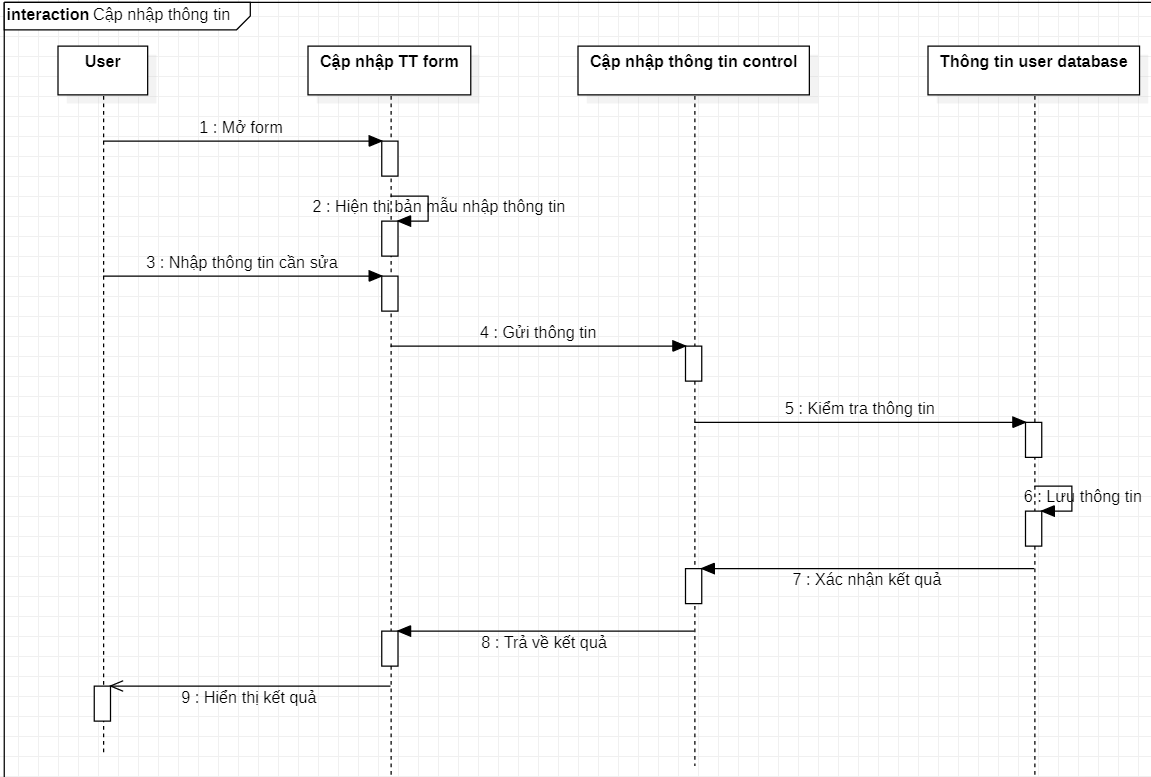 interaction Cập nhập thông tin
User
Cập nhập TT form
Cập nhập thông tin control
Thông tin user database
1 : Mở form
2 : Hiện thị bản mẫu nhập thông tin
3 : Nhập thông tin cần sửa
4 : Gửi thông tin
5 : Kiểm tra thông tin
6 : Lưu thông tin
7 : Xác nhận kết quả
8 : Trả về kết quả
9 : Hiển thị kết quả